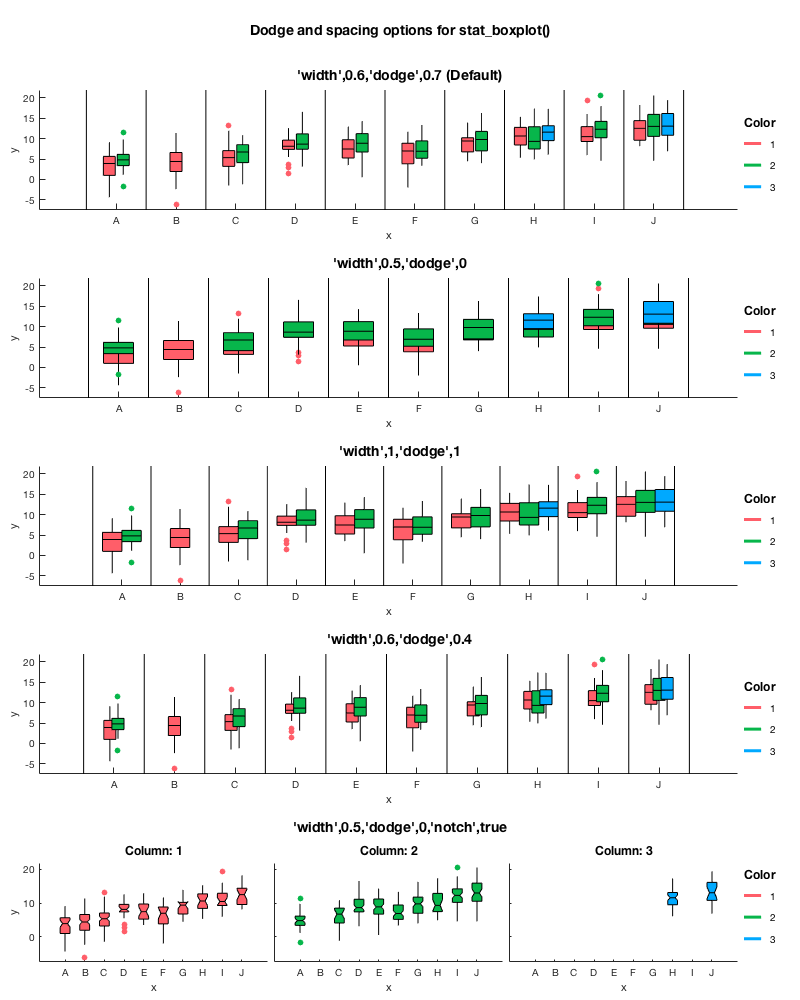 Dodge and spacing options for stat_boxplot()
'width',0.6,'dodge',0.7 (Default)
20
15
10
5
0
-5
y
A B C D E F G H I J
x
Color
1
2
3
'width',0.5,'dodge',0
20
15
10
5
0
-5
y
A B C D E F G H I J
x
Color
1
2
3
'width',1,'dodge',1
20
15
10
5
0
-5
y
A B C D E F G H I J
x
Color
1
2
3
'width',0.6,'dodge',0.4
20
15
10
5
0
-5
y
A B C D E F G H I J
x
Color
1
2
3
'width',0.5,'dodge',0,'notch',true
Column: 1
Column: 2
Column: 3
20
10
0
y
A B C D E F G H I J
x
A B C D E F G H I J
x
A B C D E F G H I J
x
Color
1
2
3